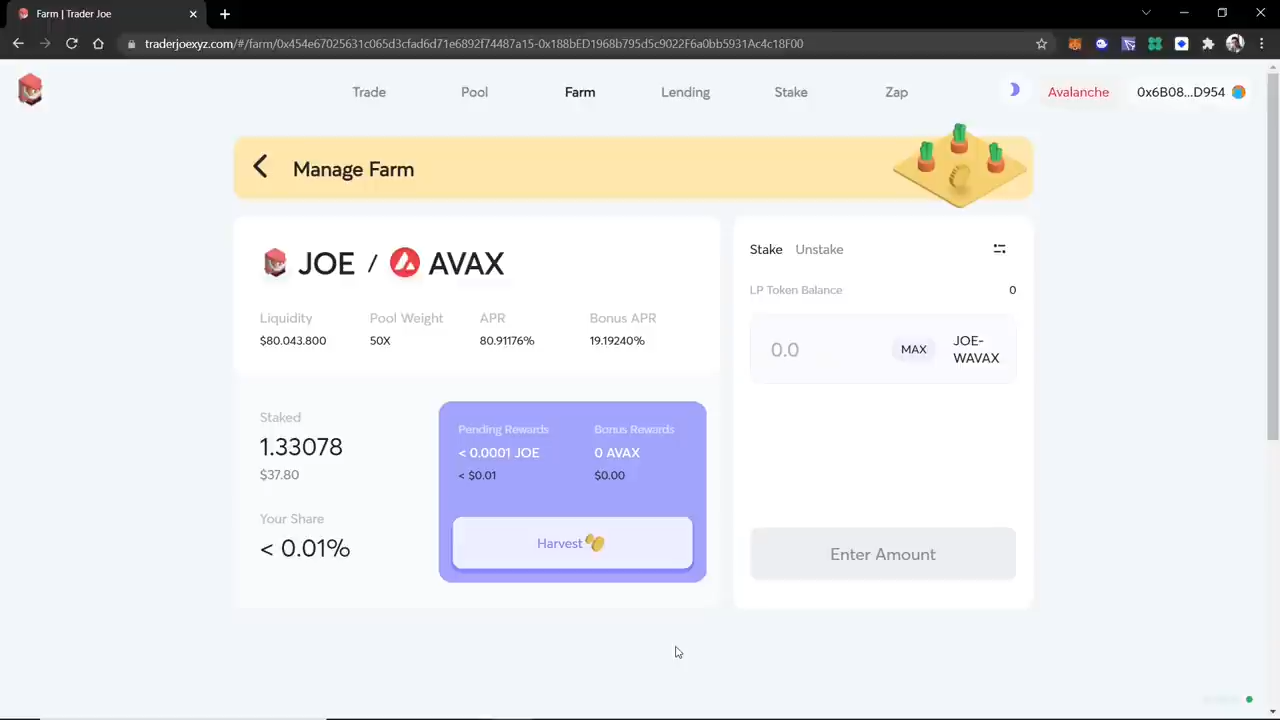 Farm | Trader Joe
traderjoexyz.com/#/farm/0x454e67025631c065d3cfad6d71e6892f74487a15-0x188bED1968b795d5c9022F6a0bb5931Ac4c18F00
Trade Pool Farm Lending Stake Zap Avalanche 0x6B08...D954
Manage Farm
JOE / AVAX
Liquidity Pool Weight APR Bonus APR
$80.043.800 50X 80.91176% 19.19240%
Staked
1.33078
$37.80
Your Share
< 0.01%
Pending Rewards Bonus Rewards
< 0.0001 JOE 0 AVAX
< $0.01 $0.00
Harvest
Stake Unstake
LP Token Balance 0
0.0 MAX JOE-
WAVAX
Enter Amount